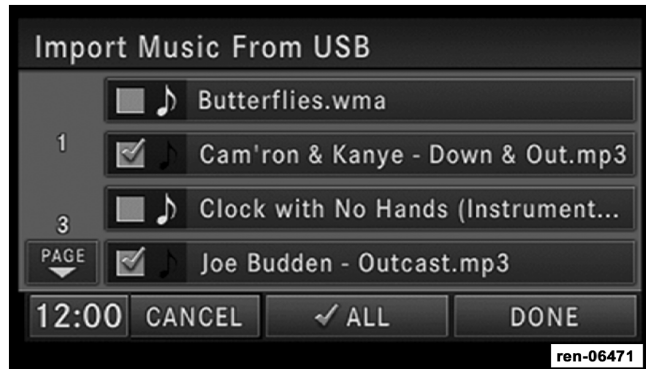 Import Music From USB
Butterflies.wma
1
Cam'ron & Kanye - Down & Out.mp3
Clock with No Hands (Instrument...
3
PAGE
Joe Budden - Outcast.mp3
12:00 CANCEL ✓ ALL DONE
ren-06471